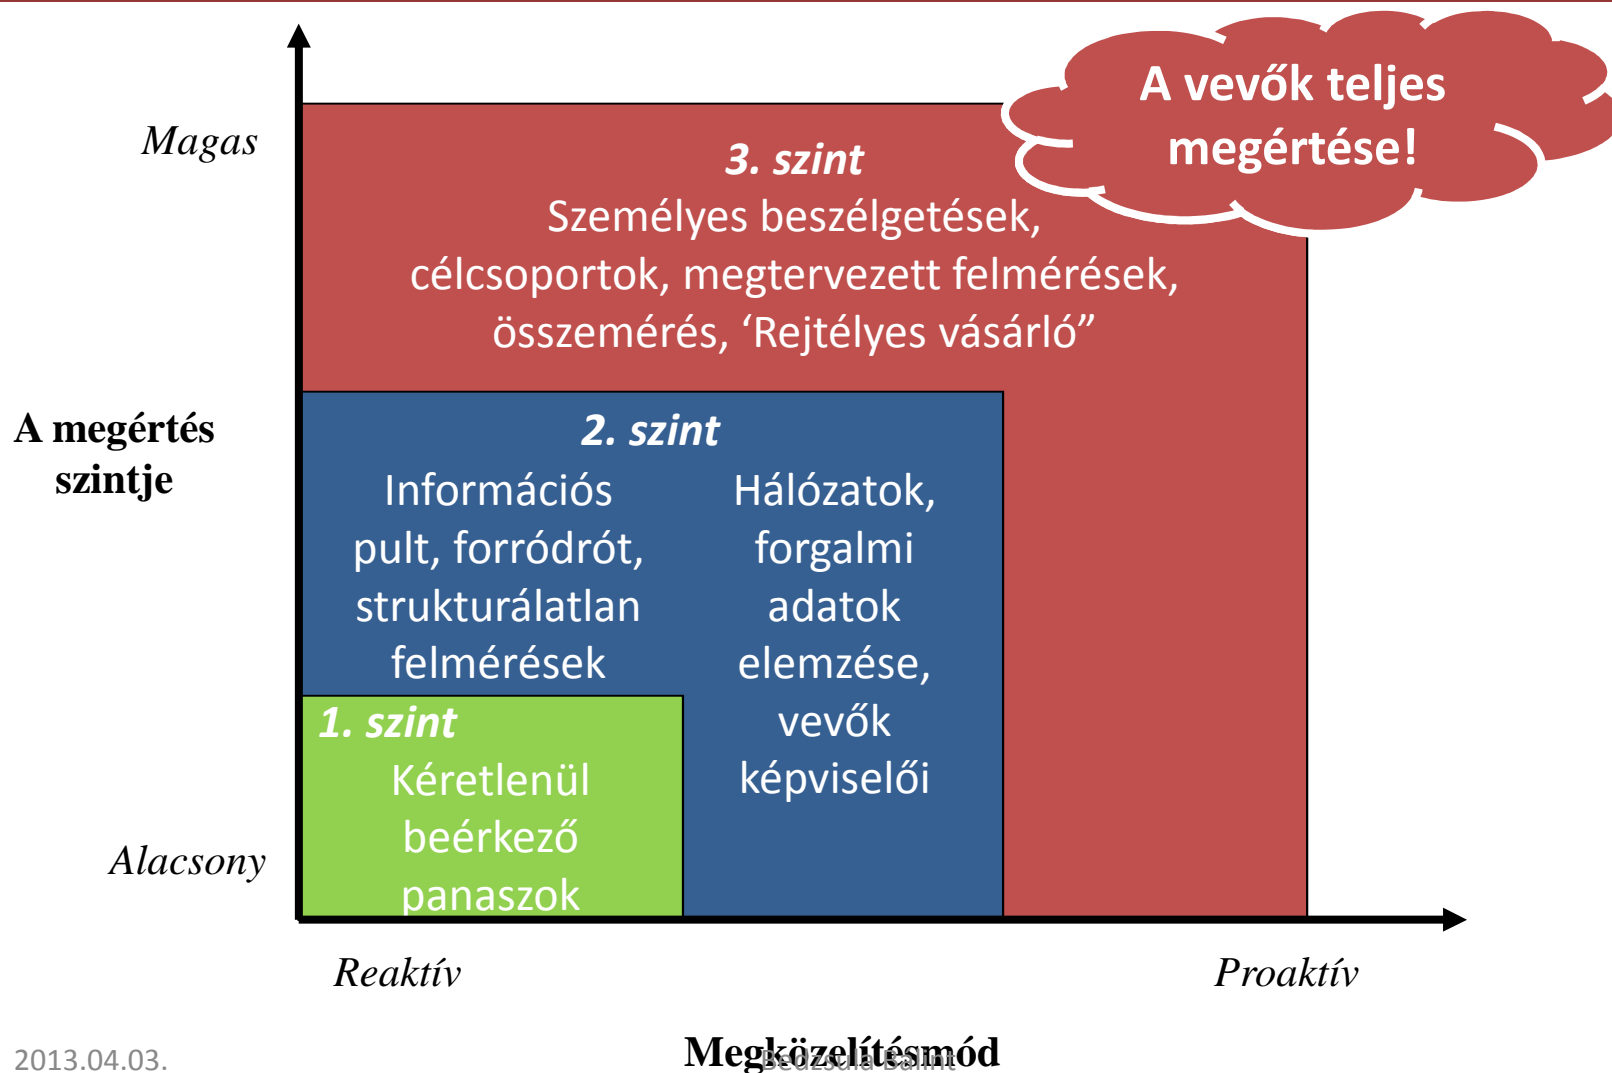 A vevők teljes
megértése!
Magas
3. szint
Személyes beszélgetések,
célcsoportok, megtervezett felmérések,
összemérés, ‘Rejtélyes vásárló”
A megértés
szintje
2. szint
Információs
pult, forródrót,
strukturálatlan
felmérések
Hálózatok,
forgalmi
adatok
elemzése,
vevők
képviselői
1. szint
Kéretlenül
beérkező
panaszok
Alacsony
Reaktív
Proaktív
Megközelítésmód
2013.04.03.
Bedzsula Bálint